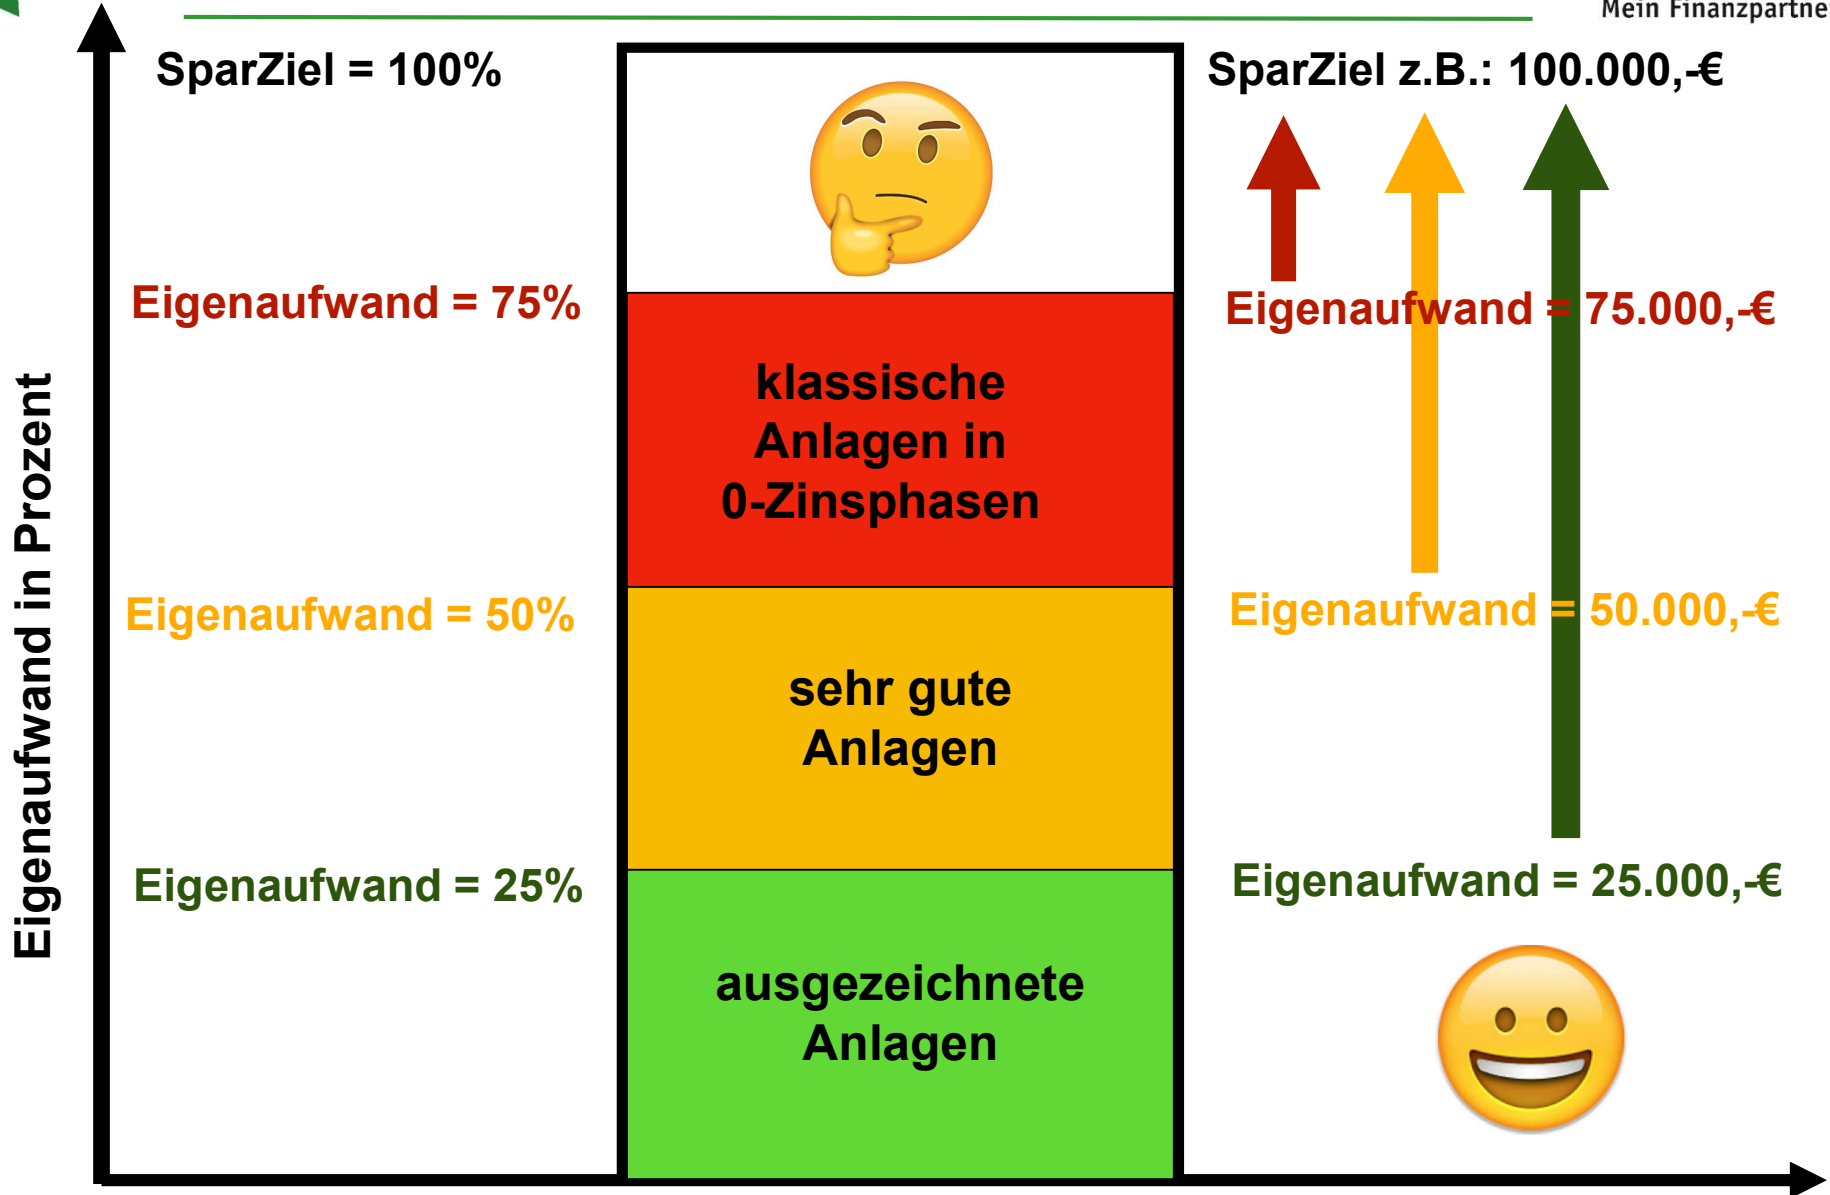 Mein Finanzpartne
SparZiel = 100%
SparZiel z.B.: 100.000,-€
Eigenaufwand = 75%
Eigenaufwand = 75.000,-€
klassische
Anlagen in
0-Zinsphasen
Eigenaufwand in Prozent
Eigenaufwand = 50%
Eigenaufwand = 50.000,-€
sehr gute
Anlagen
Eigenaufwand = 25%
Eigenaufwand = 25.000,-€
ausgezeichnete
Anlagen